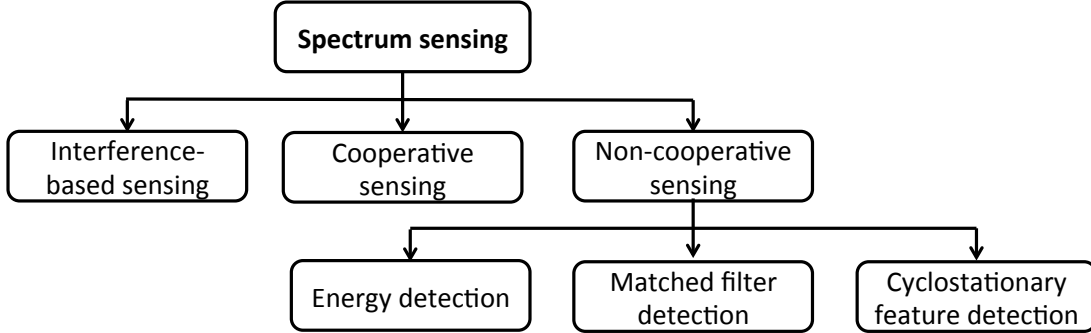 Spectrum sensing
Interference-
based sensing
Cooperative
sensing
Non-cooperative
sensing
Energy detection
Matched filter
detection
Cyclostationary
feature detection